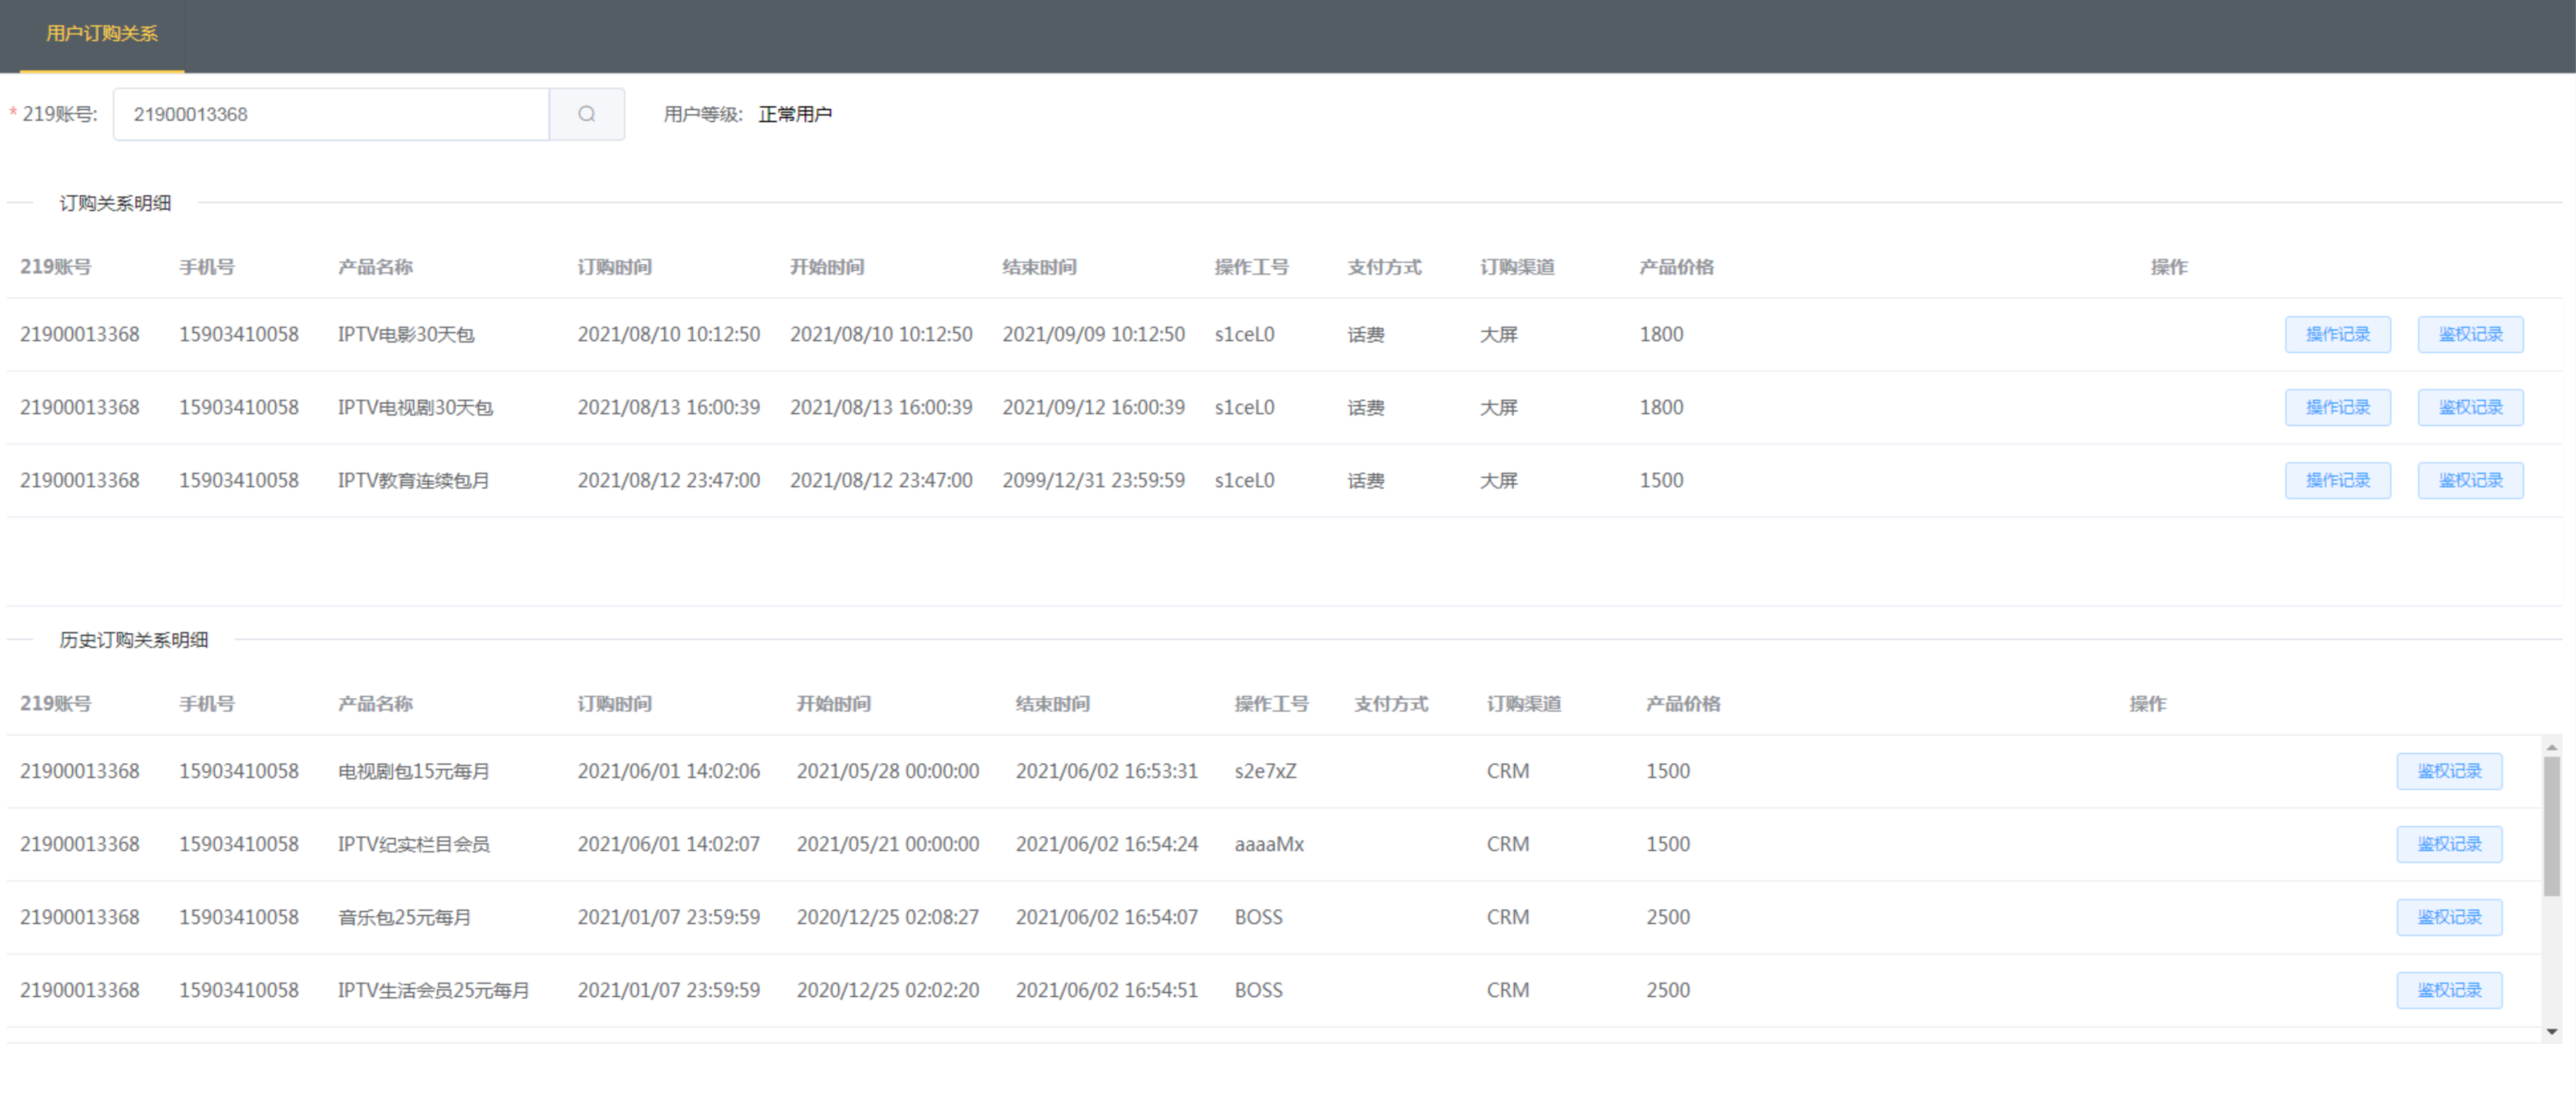 用户订购关系
* 219账号: 21900013368 用户等级: 正常用户
订购关系明细
219账号 手机号 产品名称 订购时间 开始时间 结束时间 操作工号 支付方式 订购渠道 产品价格 操作
21900013368 15903410058 IPTV电影30天包 2021/08/10 10:12:50 2021/08/10 10:12:50 2021/09/09 10:12:50 s1ceL0 话费 大屏 1800 操作记录 鉴权记录
21900013368 15903410058 IPTV电视剧30天包 2021/08/13 16:00:39 2021/08/13 16:00:39 2021/09/12 16:00:39 s1ceL0 话费 大屏 1800 操作记录 鉴权记录
21900013368 15903410058 IPTV教育连续包月 2021/08/12 23:47:00 2021/08/12 23:47:00 2099/12/31 23:59:59 s1ceL0 话费 大屏 1500 操作记录 鉴权记录
历史订购关系明细
219账号 手机号 产品名称 订购时间 开始时间 结束时间 操作工号 支付方式 订购渠道 产品价格 操作
21900013368 15903410058 电视剧包15元每月 2021/06/01 14:02:06 2021/05/28 00:00:00 2021/06/02 16:53:31 s2e7xZ CRM 1500 鉴权记录
21900013368 15903410058 IPTV纪实栏目会员 2021/06/01 14:02:07 2021/05/21 00:00:00 2021/06/02 16:54:24 aaaaMx CRM 1500 鉴权记录
21900013368 15903410058 音乐包25元每月 2021/01/07 23:59:59 2020/12/25 02:08:27 2021/06/02 16:54:07 BOSS CRM 2500 鉴权记录
21900013368 15903410058 IPTV生活会员25元每月 2021/01/07 23:59:59 2020/12/25 02:02:20 2021/06/02 16:54:51 BOSS CRM 2500 鉴权记录